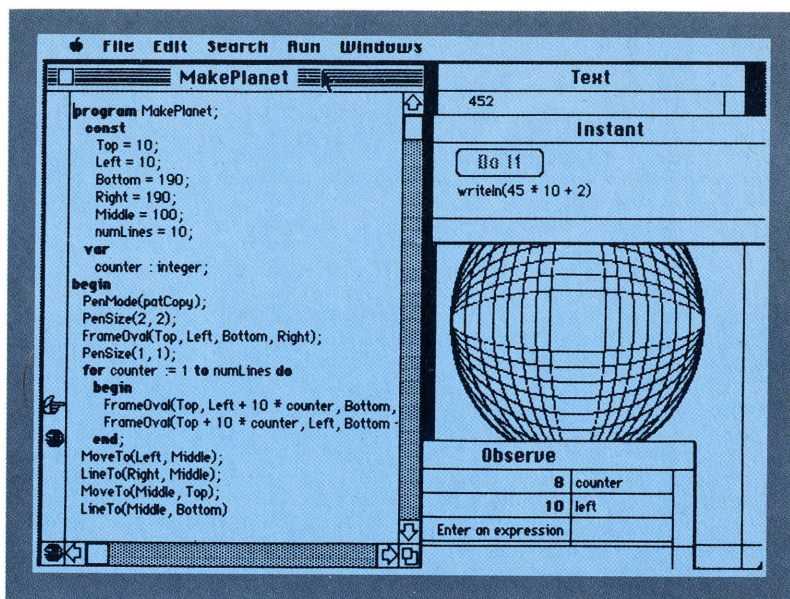 File Edit Search Run Windows
MakePlanet
program MakePlanet;
const
Top = 10;
Left = 10;
Bottom = 190;
Right = 190;
Middle = 100;
numLines = 10;
var
counter : integer;
begin
PenMode(patCopy);
PenSize(2, 2);
FrameOval(Top, Left, Bottom, Right);
PenSize(1, 1);
for counter := 1 to numLines do
begin
FrameOval(Top, Left + 10 * counter, Bottom,
FrameOval(Top + 10 * counter, Left, Bottom -
end;
MoveTo(Left, Middle);
LineTo(Right, Middle);
MoveTo(Middle, Top);
LineTo(Middle, Bottom)
Text
452
Instant
Do It
writeln(45 * 10 + 2)
Observe
8 counter
10 left
Enter an expression